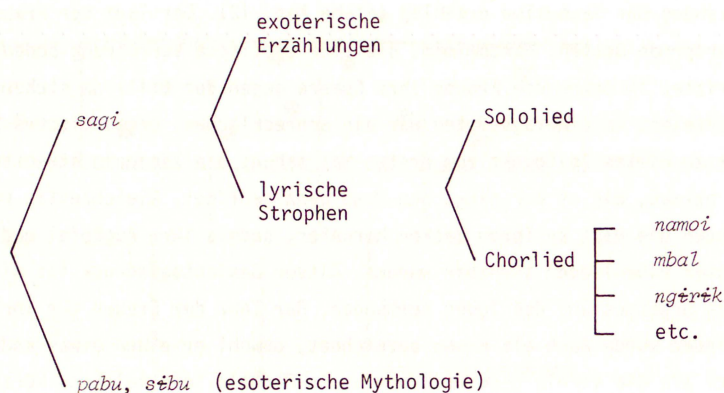 exoterische
Erzählungen
sagi
Sololied
lyrische
Strophen
namoi
Chorlied
mbal
ngɨrɨk
etc.
pabu, sɨbu (esoterische Mythologie)